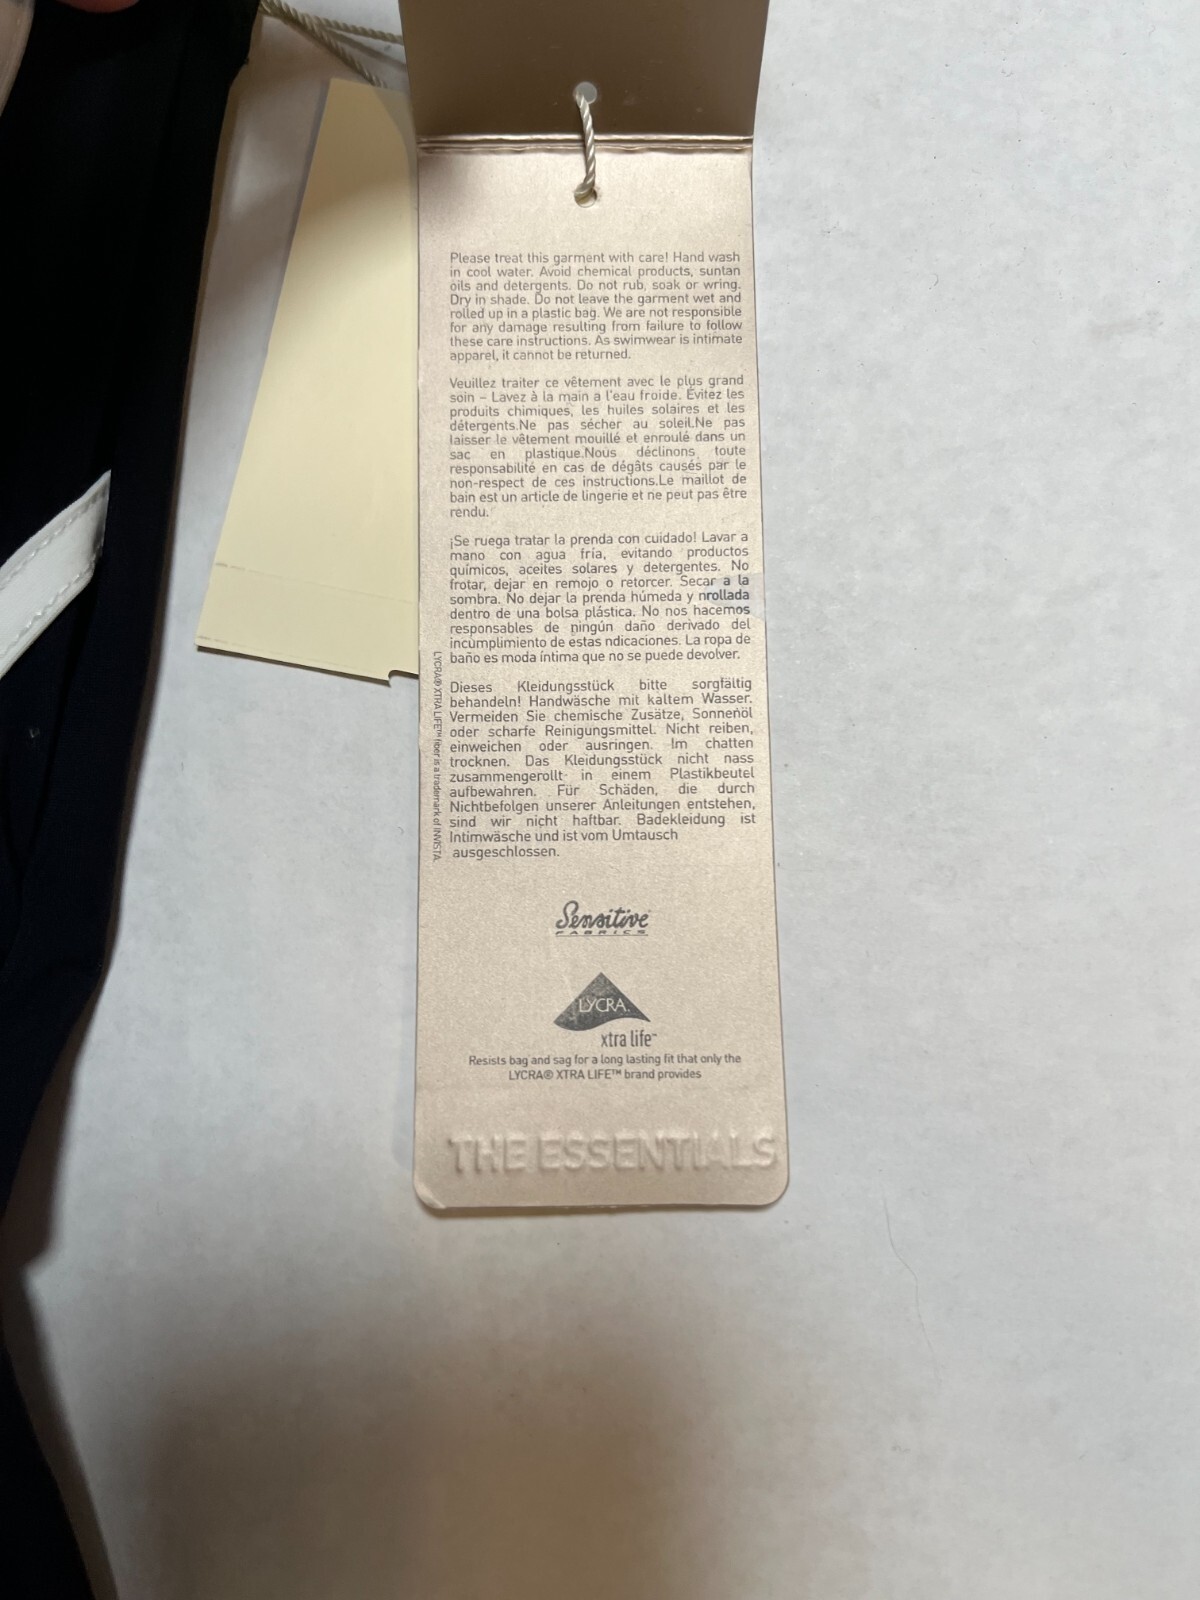 Please treat this garment with care! Hand wash
in cool water. Avoid chemical products, suntan
oils and detergents. Do not rub, soak or wring.
Dry in shade. Do not leave the garment wet and
rolled up in a plastic bag. We are not responsible
for any damage resulting from failure to follow
these care instructions. As swimwear is intimate
apparel, it cannot be returned.
Veuillez traiter ce vêtement avec le plus grand
soin – Lavez à la main a l'eau froide. Évitez les
produits chimiques, les huiles solaires et les
détergents.Ne pas sécher au soleil.Ne pas
laisser le vêtement mouillé et enroulé dans un
sac en plastique.Nous déclinons toute
responsabilité en cas de dégâts causés par le
non-respect de ces instructions.Le maillot de
bain est un article de lingerie et ne peut pas être
rendu.
¡Se ruega tratar la prenda con cuidado! Lavar a
mano con agua fría, evitando productos
químicos, aceites solares y detergentes. No
frotar, dejar en remojo o retorcer. Secar a la
sombra. No dejar la prenda húmeda y nrollada
dentro de una bolsa plástica. No nos hacemos
responsables de ningún daño derivado del
incumplimiento de estas ndicaciones. La ropa de
baño es moda íntima que no se puede devolver.
Dieses Kleidungsstück bitte sorgfältig
behandeln! Handwäsche mit kaltem Wasser.
Vermeiden Sie chemische Zusätze, Sonnenöl
oder scharfe Reinigungsmittel. Nicht reiben,
einweichen oder ausringen. Im chatten
trocknen. Das Kleidungsstück nicht nass
zusammengerollt in einem Plastikbeutel
aufbewahren. Für Schäden, die durch
Nichtbefolgen unserer Anleitungen entstehen,
sind wir nicht haftbar. Badekleidung ist
Intimwäsche und ist vom Umtausch
ausgeschlossen.
LYCRA® XTRA LIFE™ fiber is a trademark of INVISTA.
Sensitive
FABRICS
LYCRA.
xtra life™
Resists bag and sag for a long lasting fit that only the
LYCRA® XTRA LIFE™ brand provides
THE ESSENTIALS